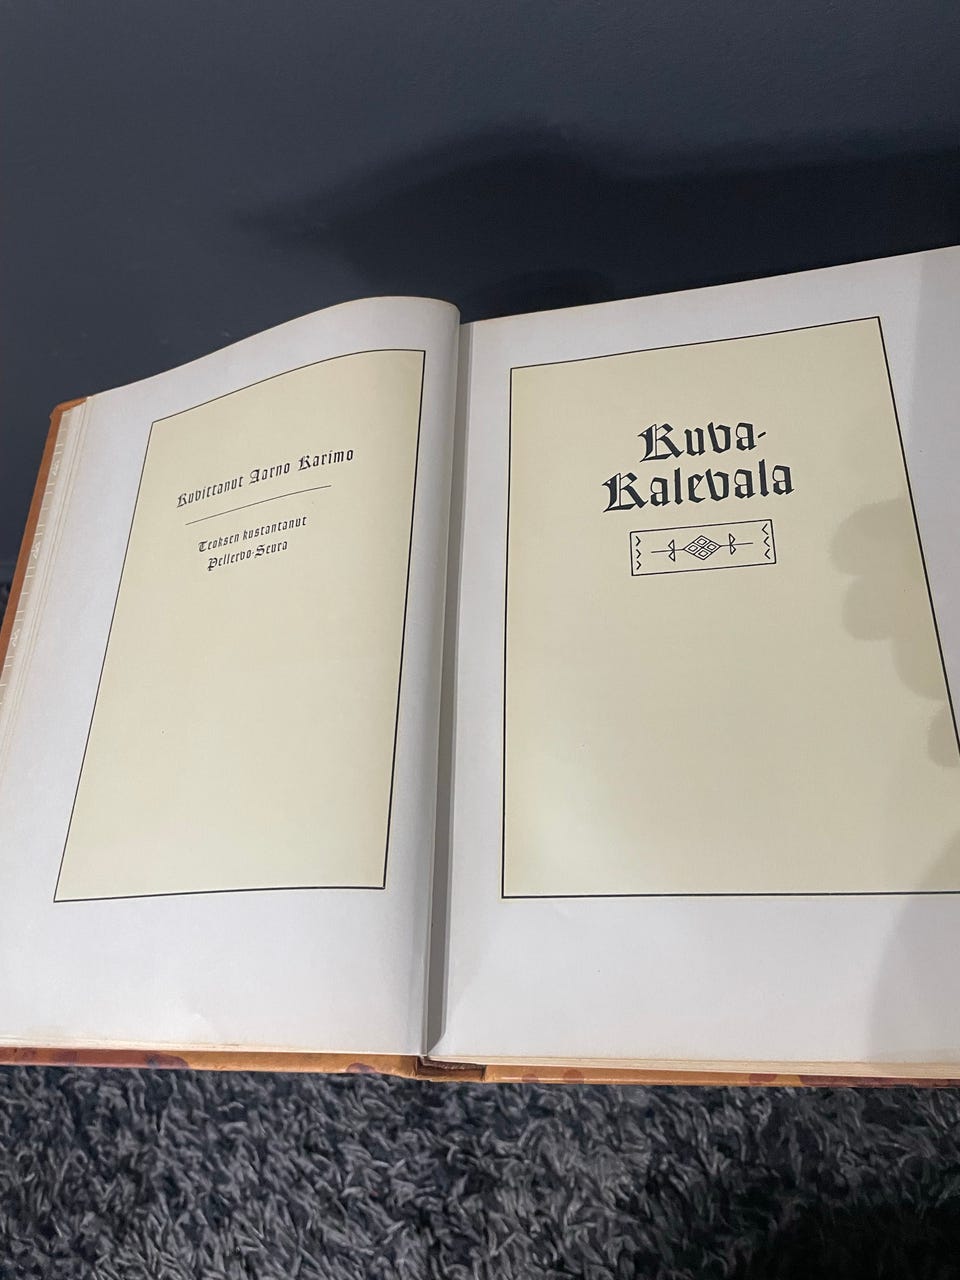 Kuvittanut Aarno Karimo
Teoksen kustantanut
Pellervo-Seura
Kuva-
Kalevala